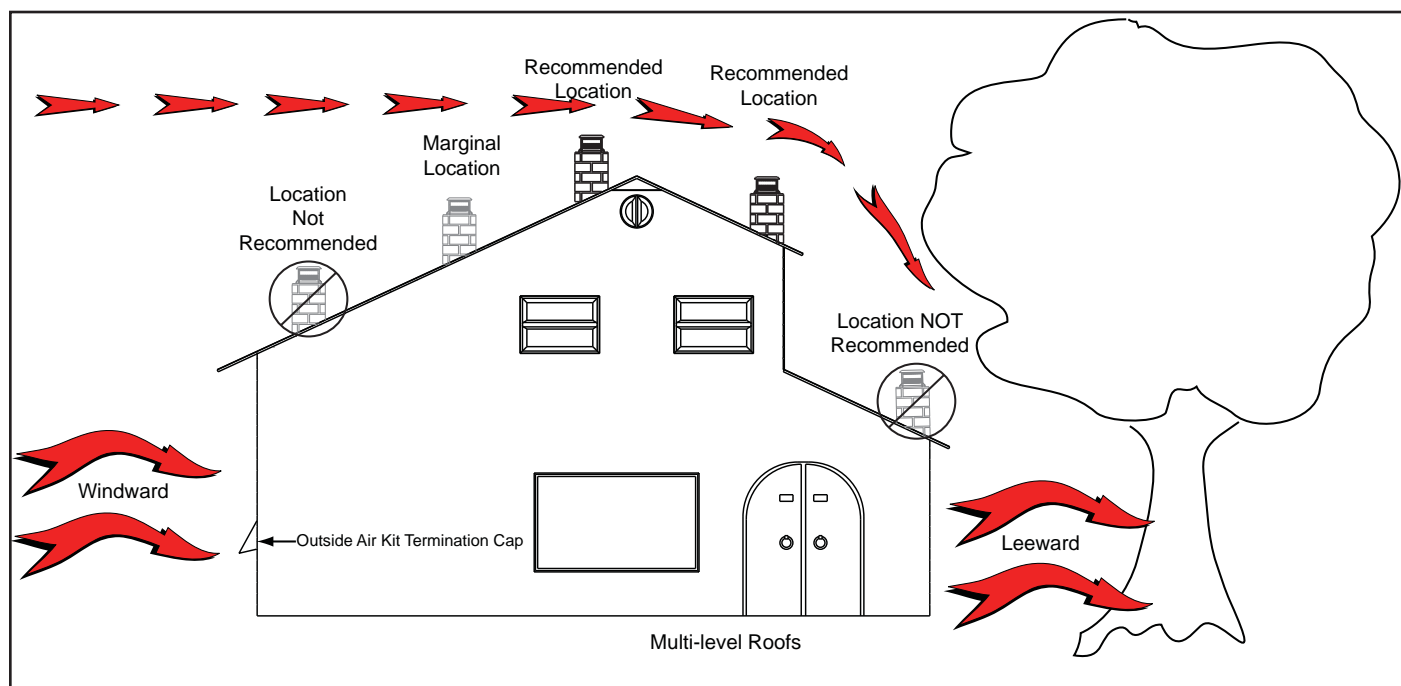 Recommended
Location
Recommended
Location
Marginal
Location
Location
Not
Recommended
Location NOT
Recommended
Windward
Outside Air Kit Termination Cap
Leeward
Multi-level Roofs